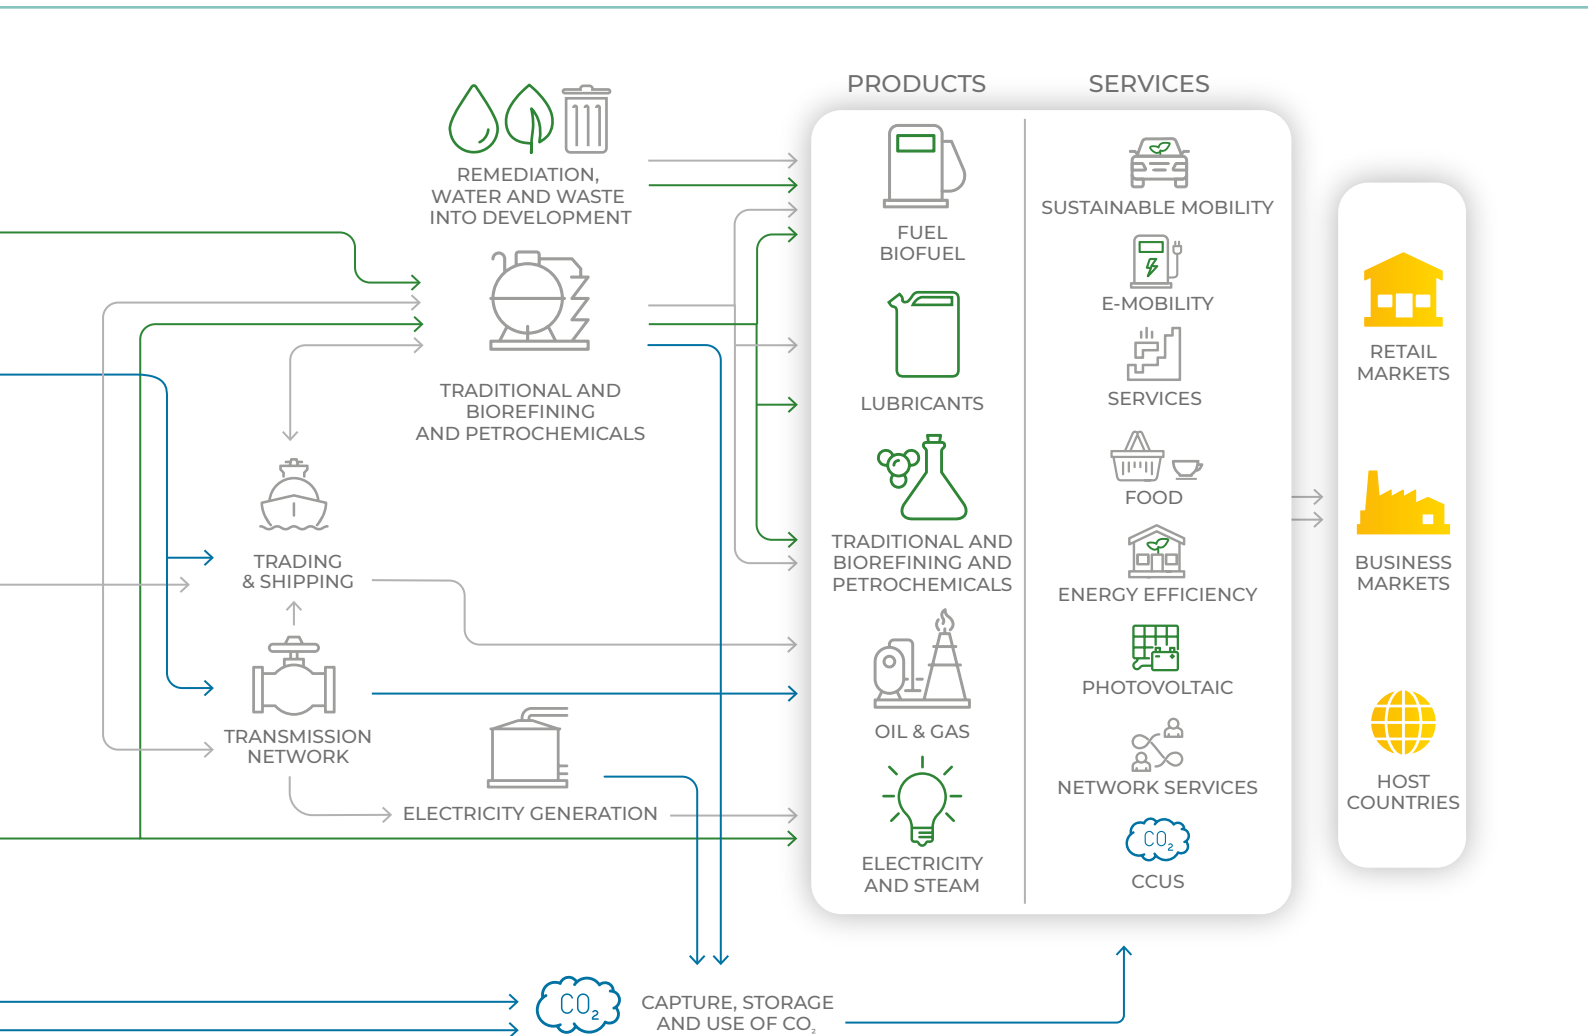 PRODUCTS
SERVICES
REMEDIATION,
WATER AND WASTE
INTO DEVELOPMENT
TRADITIONAL AND
BIOREFINING
AND PETROCHEMICALS
TRADING
& SHIPPING
TRANSMISSION
NETWORK
ELECTRICITY GENERATION
CO₂
CAPTURE, STORAGE
AND USE OF CO₂
FUEL
BIOFUEL
LUBRICANTS
TRADITIONAL AND
BIOREFINING AND
PETROCHEMICALS
OIL & GAS
ELECTRICITY
AND STEAM
SUSTAINABLE MOBILITY
E-MOBILITY
SERVICES
FOOD
ENERGY EFFICIENCY
PHOTOVOLTAIC
NETWORK SERVICES
CO₂
CCUS
RETAIL
MARKETS
BUSINESS
MARKETS
HOST
COUNTRIES